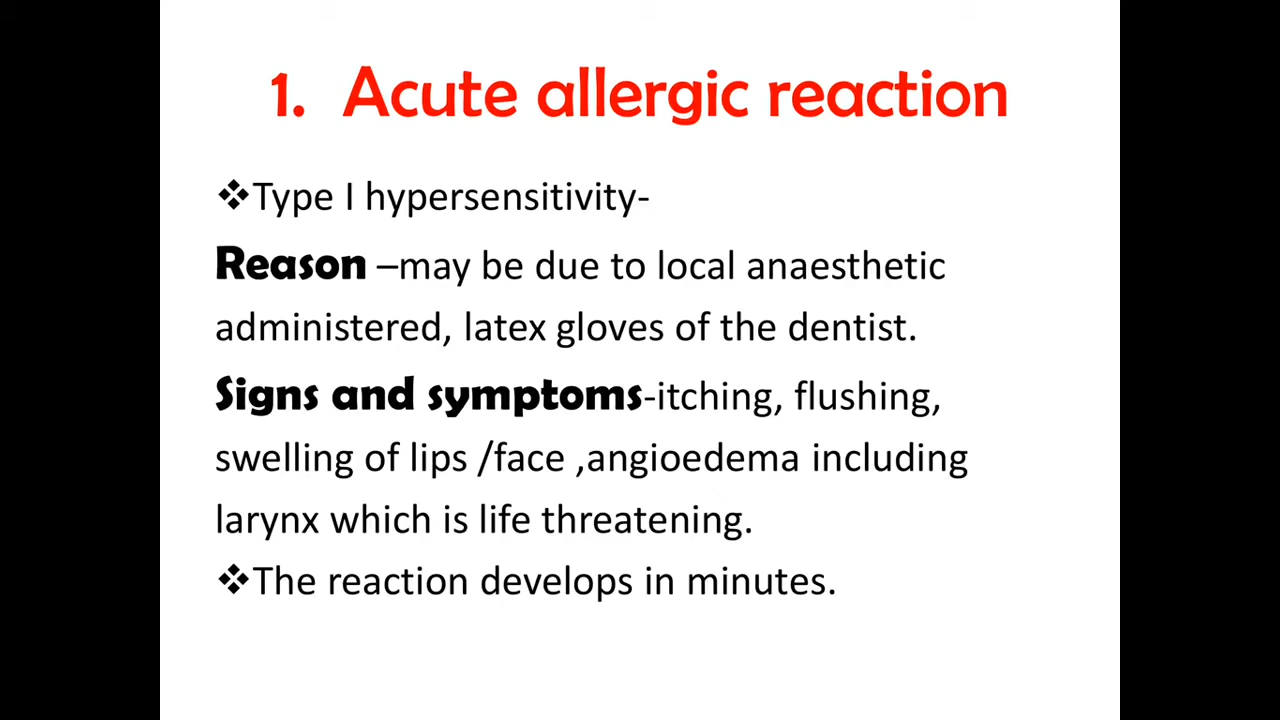 1. Acute allergic reaction
❖Type I hypersensitivity-
Reason –may be due to local anaesthetic
administered, latex gloves of the dentist.
Signs and symptoms-itching, flushing,
swelling of lips /face ,angioedema including
larynx which is life threatening.
❖The reaction develops in minutes.